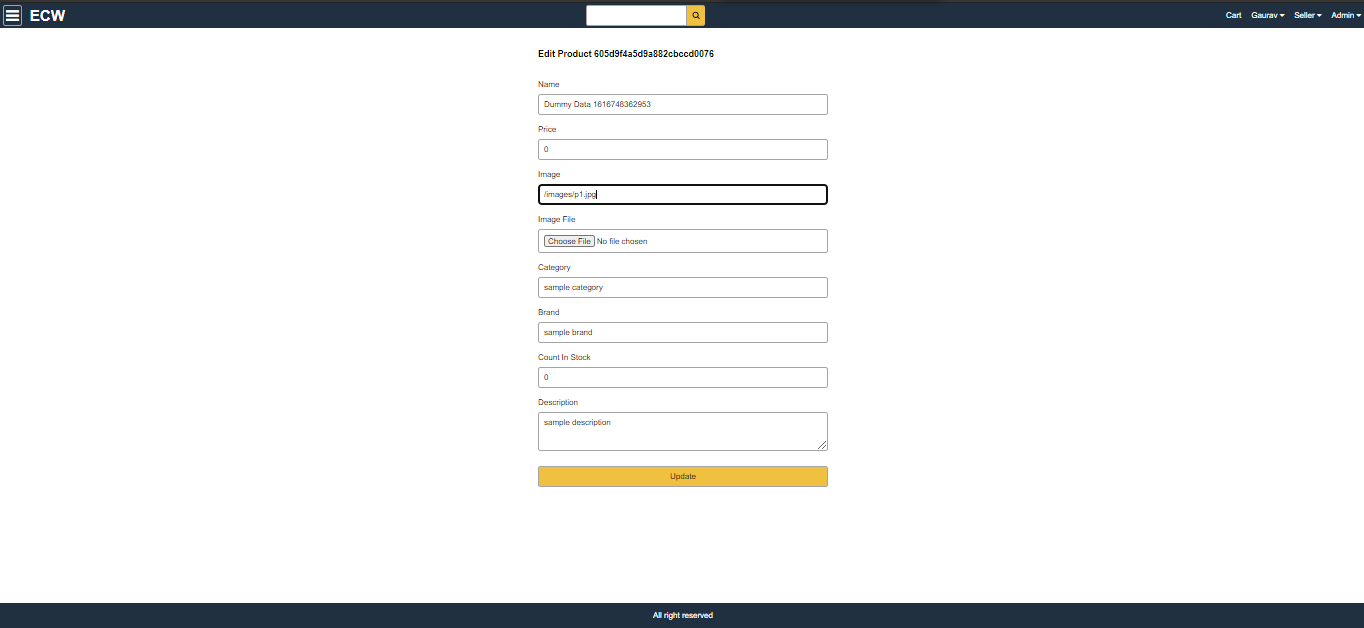 ECW
Cart Gaurav Seller Admin
Edit Product 605d9f4a5d9a882cbccd0076
Name
Dummy Data 1616748362953
Price
0
Image
/images/p1.jpg
Image File
Choose File No file chosen
Category
sample category
Brand
sample brand
Count In Stock
0
Description
sample description
Update
All right reserved